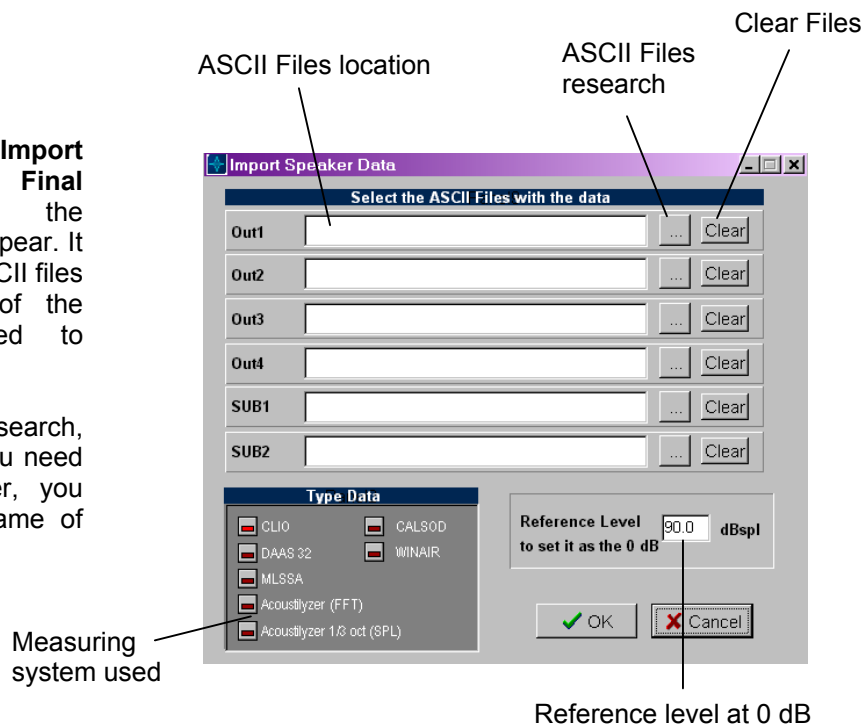 Clear Files
ASCII Files location
ASCII Files
research
Import
Final
the
pear. It
CII files
of the
ed to
search,
u need
er, you
ame of
Import Speaker Data
Select the ASCII Files with the data
Out1 ... Clear
Out2 ... Clear
Out3 ... Clear
Out4 ... Clear
SUB1 ... Clear
SUB2 ... Clear
Type Data
CLIO CALSOD
DAAS 32 WINAIR
MLSSA
Acoustilyzer (FFT)
Acoustilyzer 1/3 oct (SPL)
Reference Level 90.0 dBspl
to set it as the 0 dB
OK Cancel
Measuring
system used
Reference level at 0 dB